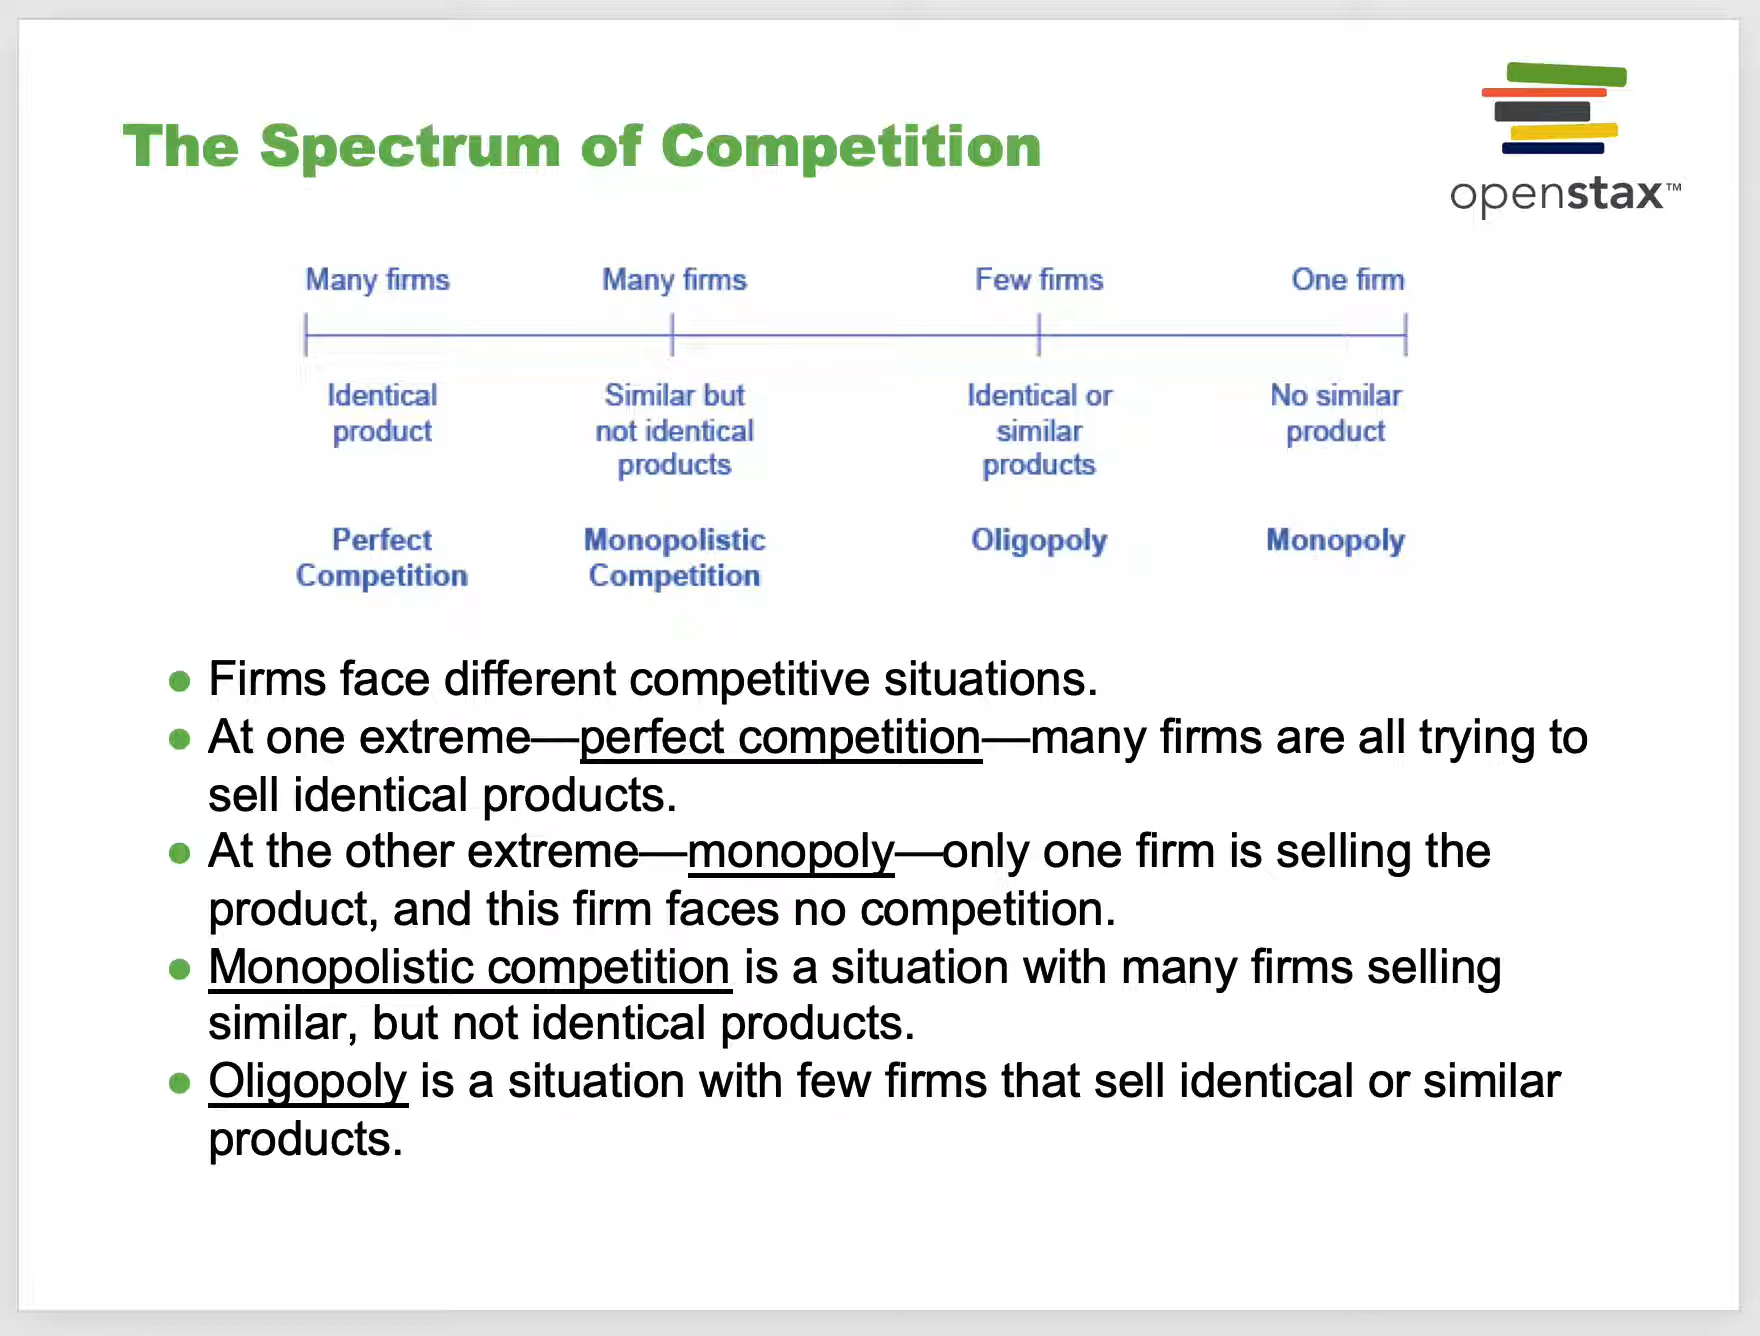 The Spectrum of Competition
openstax™
Many firms
Many firms
Few firms
One firm
Identical
product
Similar but
not identical
products
Identical or
similar
products
No similar
product
Perfect
Competition
Monopolistic
Competition
Oligopoly
Monopoly
● Firms face different competitive situations.
● At one extreme—perfect competition—many firms are all trying to
sell identical products.
● At the other extreme—monopoly—only one firm is selling the
product, and this firm faces no competition.
● Monopolistic competition is a situation with many firms selling
similar, but not identical products.
● Oligopoly is a situation with few firms that sell identical or similar
products.